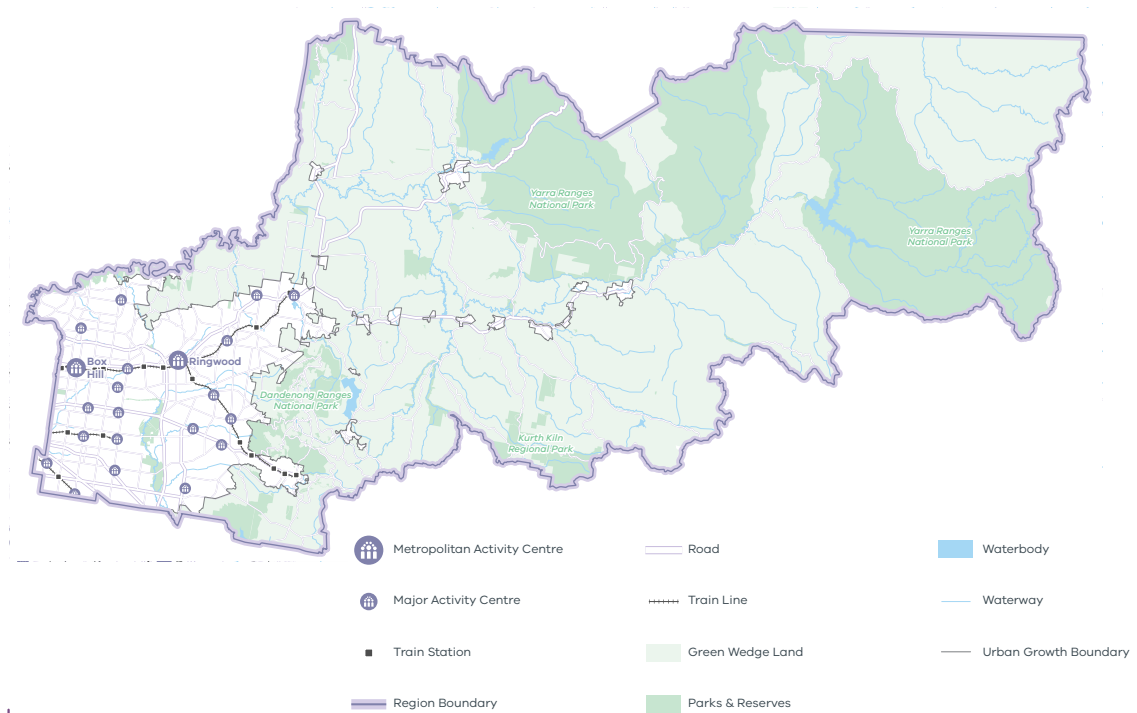 Yarra Ranges
National Park
Yarra Ranges
National Park
Box
Hill
Ringwood
Dandenong Ranges
National Park
Kurth Kiln
Regional Park
Metropolitan Activity Centre
Road
Waterbody
Major Activity Centre
Train Line
Waterway
Train Station
Green Wedge Land
Urban Growth Boundary
Region Boundary
Parks & Reserves